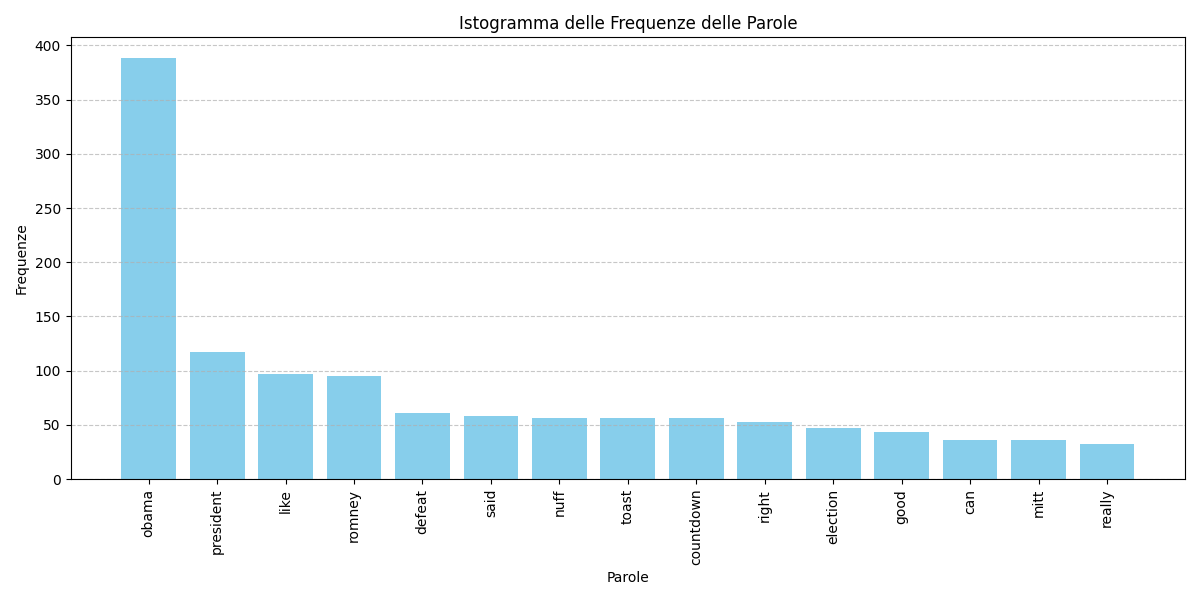 Istogramma delle Frequenze delle Parole
Frequenze
400
350
300
250
200
150
100
50
0
obama
president
like
romney
defeat
said
nuff
toast
countdown
right
election
good
can
mitt
really
Parole